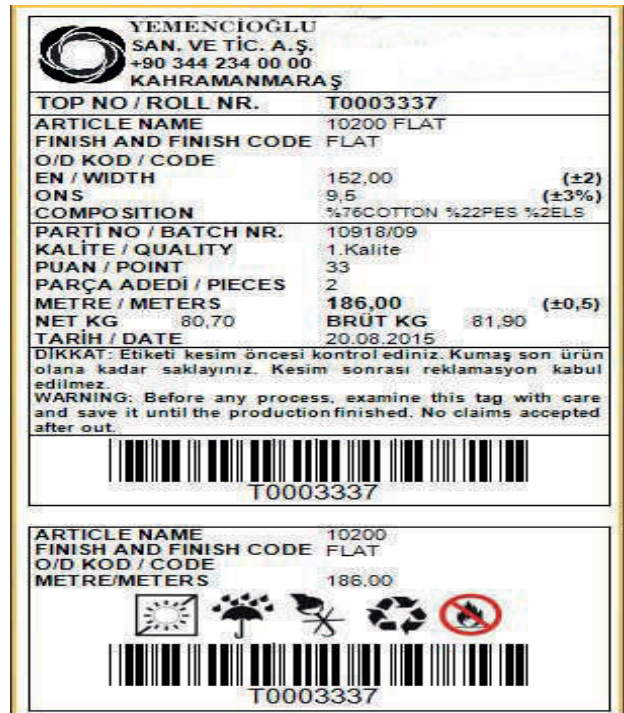 YEMENCİOĞLU
SAN. VE TİC. A.Ş.
+90 344 234 00 00
KAHRAMANMARAŞ
TOP NO / ROLL NR. T0003337
ARTICLE NAME 10200 FLAT
FINISH AND FINISH CODE FLAT
O/D KOD / CODE
EN / WIDTH 152,00 (±2)
ONS 9,5 (±3%)
COMPOSITION %76COTTON %22PES %2ELS
PARTİ NO / BATCH NR. 10918/09
KALİTE / QUALITY 1.Kalite
PUAN / POINT 33
PARÇA ADEDİ / PIECES 2
METRE / METERS 186,00 (±0,5)
NET KG 80,70 BRÜT KG 81,90
TARİH / DATE 20.08.2015
DİKKAT: Etiketi kesim öncesi kontrol ediniz. Kumaş son ürün
olana kadar saklayınız. Kesim sonrası reklamasyon kabul
edilmez.
WARNING: Before any process, examine this tag with care
and save it until the production finished. No claims accepted
after out.
T0003337
ARTICLE NAME 10200
FINISH AND FINISH CODE FLAT
O/D KOD / CODE
METRE/METERS 186.00
T0003337